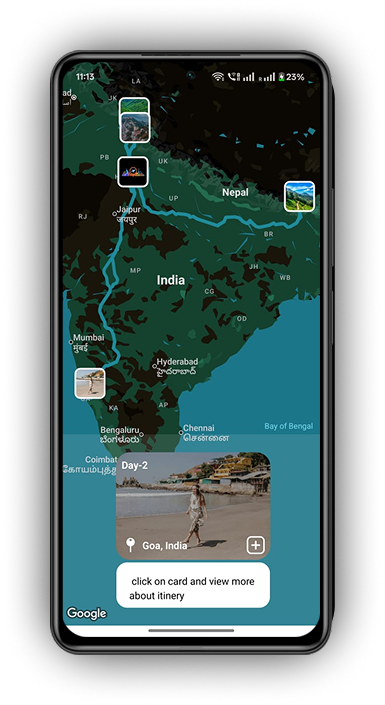 11:13
23%
LA
JK
ad
PB
UK
Nepal
Jaipur
जयपुर
UP
RJ
BR
JH
MP
India
WB
CG
OD
Mumbai
मुंबई
Hyderabad
హైదరాబాద్
KA
AP
Bengaluru
ಬೆಂಗಳೂರು
Chennai
சென்னை
Bay of Bengal
Coimbat
கோயம்புத்
Day-2
Goa, India
click on card and view more
about itinery
Google